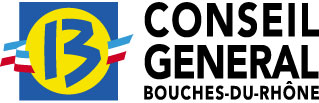 13
CONSEIL
GENERAL
BOUCHES-DU-RHÔNE